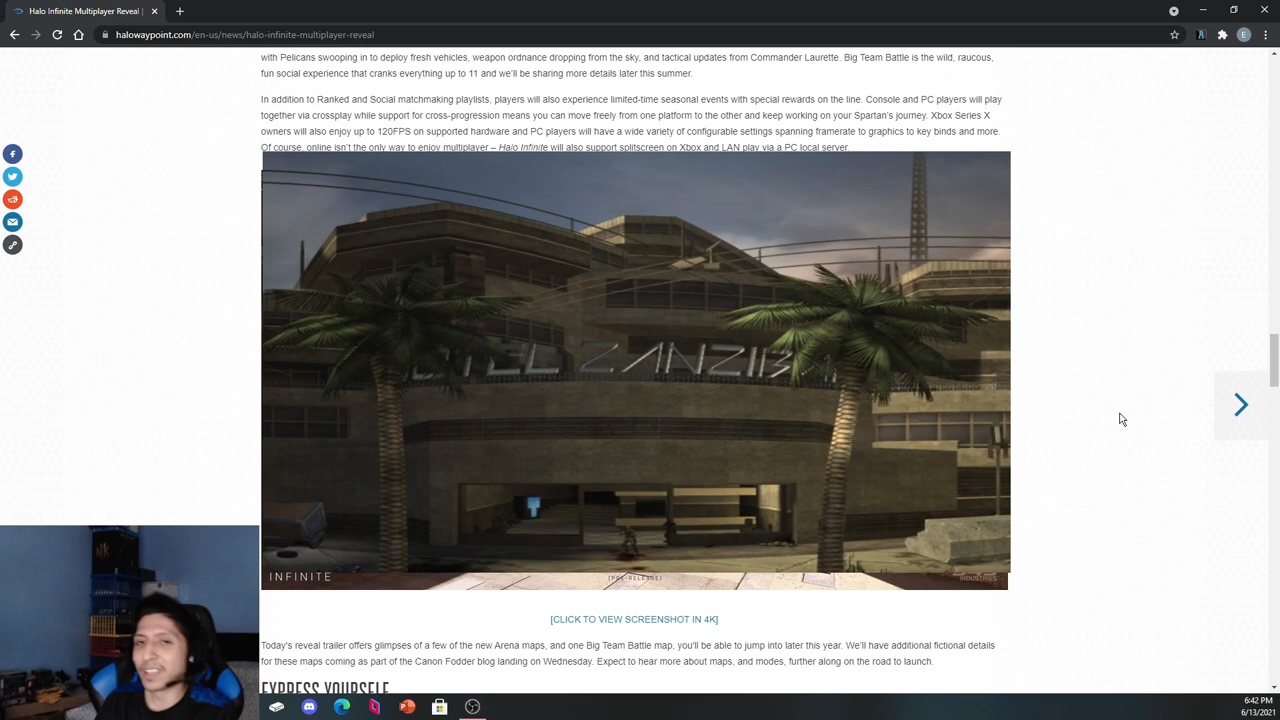 Halo Infinite Multiplayer Reveal |
halowaypoint.com/en-us/news/halo-infinite-multiplayer-reveal
E
with Pelicans swooping in to deploy fresh vehicles, weapon ordnance dropping from the sky, and tactical updates from Commander Laurette. Big Team Battle is the wild, raucous,
fun social experience that cranks everything up to 11 and we'll be sharing more details later this summer.
In addition to Ranked and Social matchmaking playlists, players will also experience limited-time seasonal events with special rewards on the line. Console and PC players will play
together via crossplay while support for cross-progression means you can move freely from one platform to the other and keep working on your Spartan's journey. Xbox Series X
owners will also enjoy up to 120FPS on supported hardware and PC players will have a wide variety of configurable settings spanning framerate to graphics to key binds and more.
Of course, online isn't the only way to enjoy multiplayer – Halo Infinite will also support splitscreen on Xbox and LAN play via a PC local server.
INFINITE
[PRE-RELEASE]
INDUSTRIES
[CLICK TO VIEW SCREENSHOT IN 4K]
Today's reveal trailer offers glimpses of a few of the new Arena maps, and one Big Team Battle map, you'll be able to jump into later this year. We'll have additional fictional details
for these maps coming as part of the Canon Fodder blog landing on Wednesday. Expect to hear more about maps, and modes, further along on the road to launch.
EXPRESS YOURSELF
6:42 PM
6/13/2021